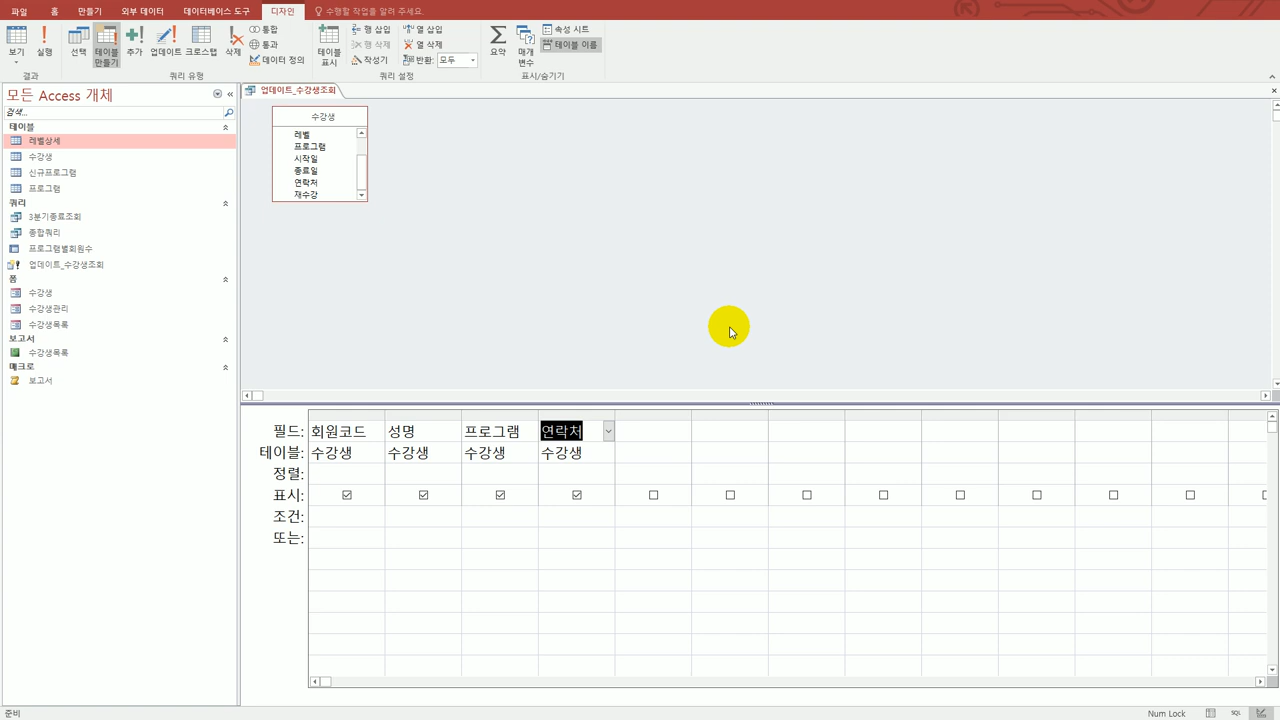 파일 홈 만들기 외부 데이터 데이터베이스 도구 디자인 수행할 작업을 알려 주세요.
보기 실행 선택 테이블 만들기 추가 업데이트 크로스탭 삭제 통합 통과 데이터 정의 테이블 표시 행 삽입 행 삭제 작성기 열 삽입 열 삭제 반환: 모두 요약 매개 변수 속성 시트 테이블 이름
결과 쿼리 유형 쿼리 설정 표시/숨기기
모든 Access 개체
업데이트_수강생조회
검색...
테이블
레벨상세
수강생
신규프로그램
프로그램
쿼리
3분기종료조회
종합쿼리
프로그램별회원수
업데이트_수강생조회
폼
수강생
수강생관리
수강생목록
보고서
수강생목록
매크로
보고서
수강생
레벨
프로그램
시작일
종료일
연락처
재수강
필드: 회원코드 성명 프로그램 연락처
테이블: 수강생 수강생 수강생 수강생
정렬:
표시:
조건:
또는:
준비 Num Lock SQL